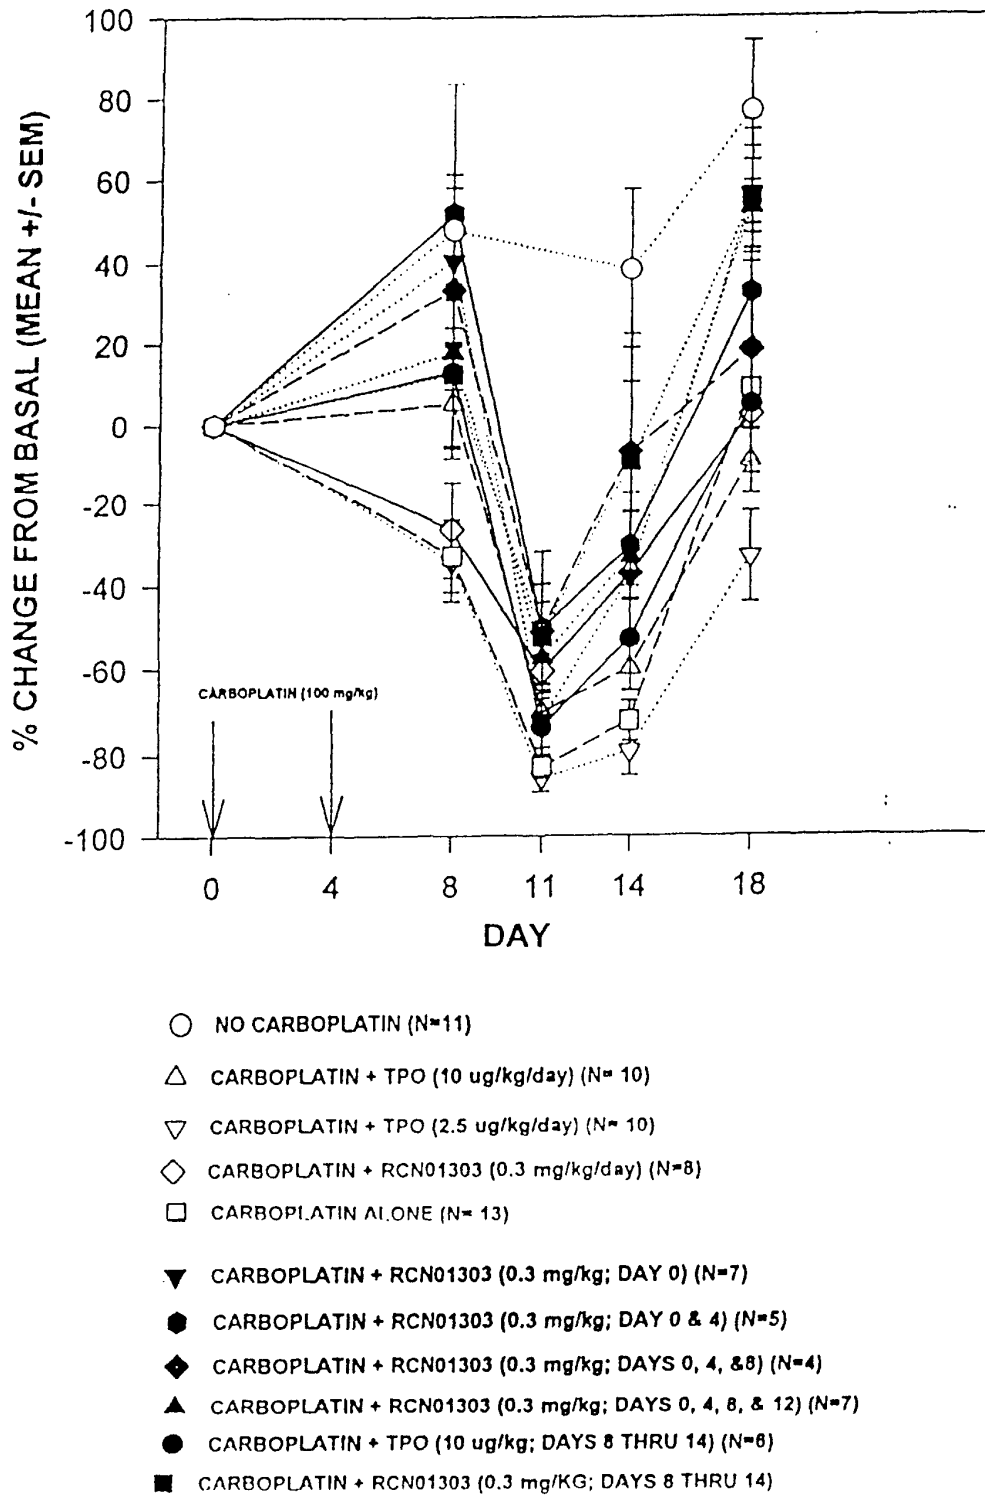 100
80
60
40
20
0
-20
-40
-60
-80
-100
% CHANGE FROM BASAL (MEAN +/- SEM)
CARBOPLATIN (100 mg/kg)
0 4 8 11 14 18
DAY
NO CARBOPLATIN (N=11)
CARBOPLATIN + TPO (10 ug/kg/day) (N= 10)
CARBOPLATIN + TPO (2.5 ug/kg/day) (N= 10)
CARBOPLATIN + RCN01303 (0.3 mg/kg/day) (N=8)
CARBOPLATIN ALONE (N= 13)
CARBOPLATIN + RCN01303 (0.3 mg/kg; DAY 0) (N=7)
CARBOPLATIN + RCN01303 (0.3 mg/kg; DAY 0 & 4) (N=5)
CARBOPLATIN + RCN01303 (0.3 mg/kg; DAYS 0, 4, &8) (N=4)
CARBOPLATIN + RCN01303 (0.3 mg/kg; DAYS 0, 4, 8, & 12) (N=7)
CARBOPLATIN + TPO (10 ug/kg; DAYS 8 THRU 14) (N=6)
CARBOPLATIN + RCN01303 (0.3 mg/KG; DAYS 8 THRU 14)